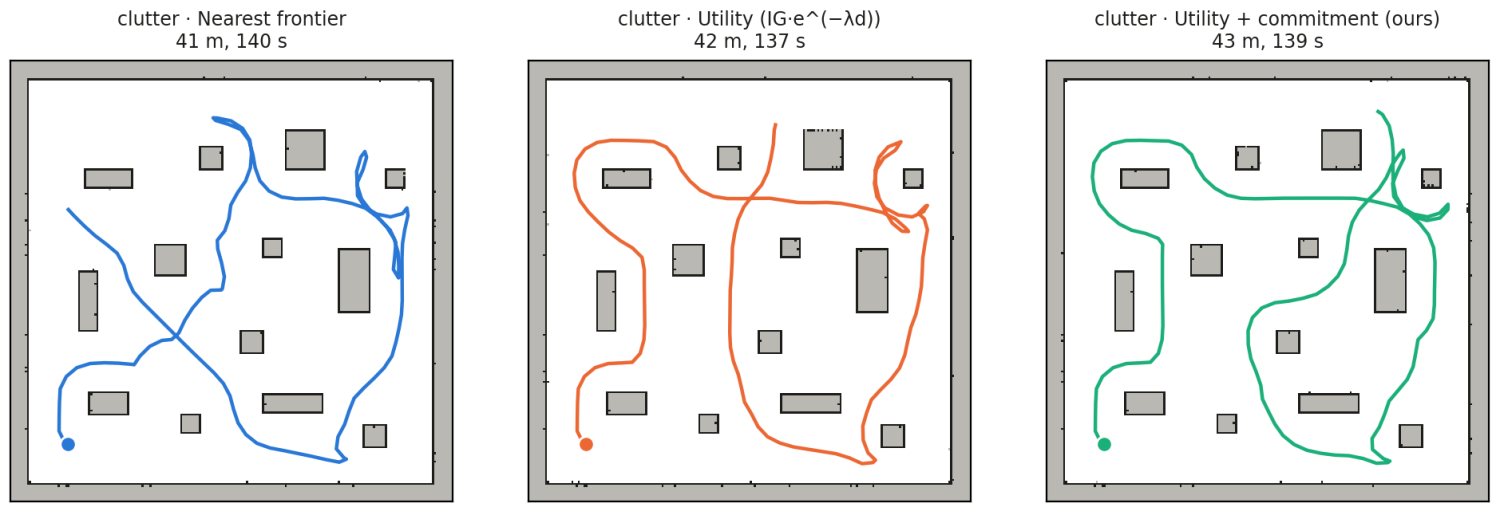 clutter · Nearest frontier
41 m, 140 s
clutter · Utility (IG·e^(−λd))
42 m, 137 s
clutter · Utility + commitment (ours)
43 m, 139 s